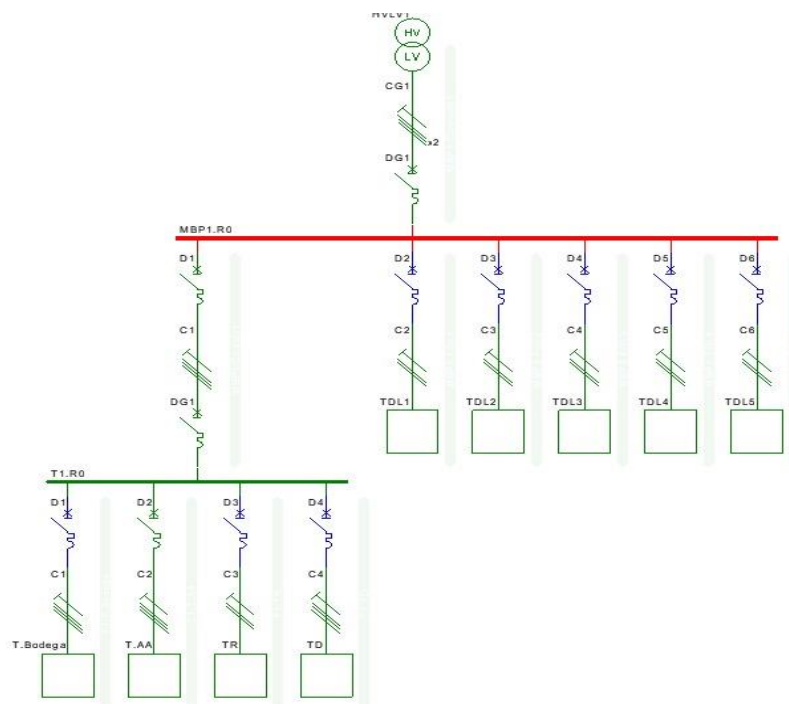 HVLV1
HV
LV
CG1
x2
DG1
MBP1.R0
D1 D2 D3 D4 D5 D6
C1 C2 C3 C4 C5 C6
DG1 TDL1 TDL2 TDL3 TDL4 TDL5
T1.R0
D1 D2 D3 D4
C1 C2 C3 C4
T.Bodega T.AA TR TD